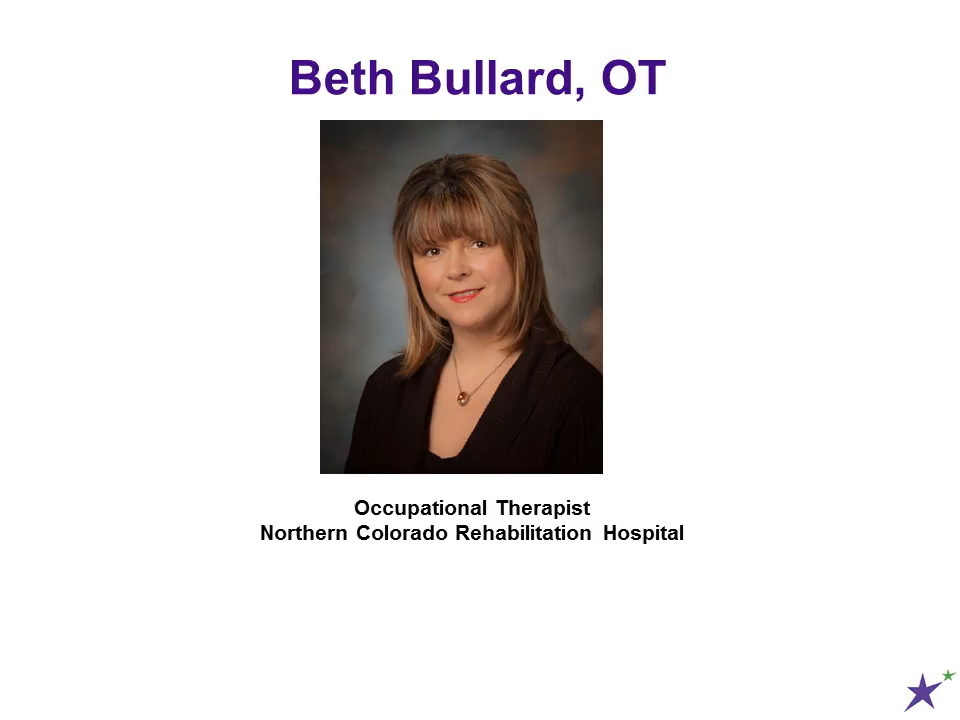 Beth Bullard, OT
Occupational Therapist
Northern Colorado Rehabilitation Hospital